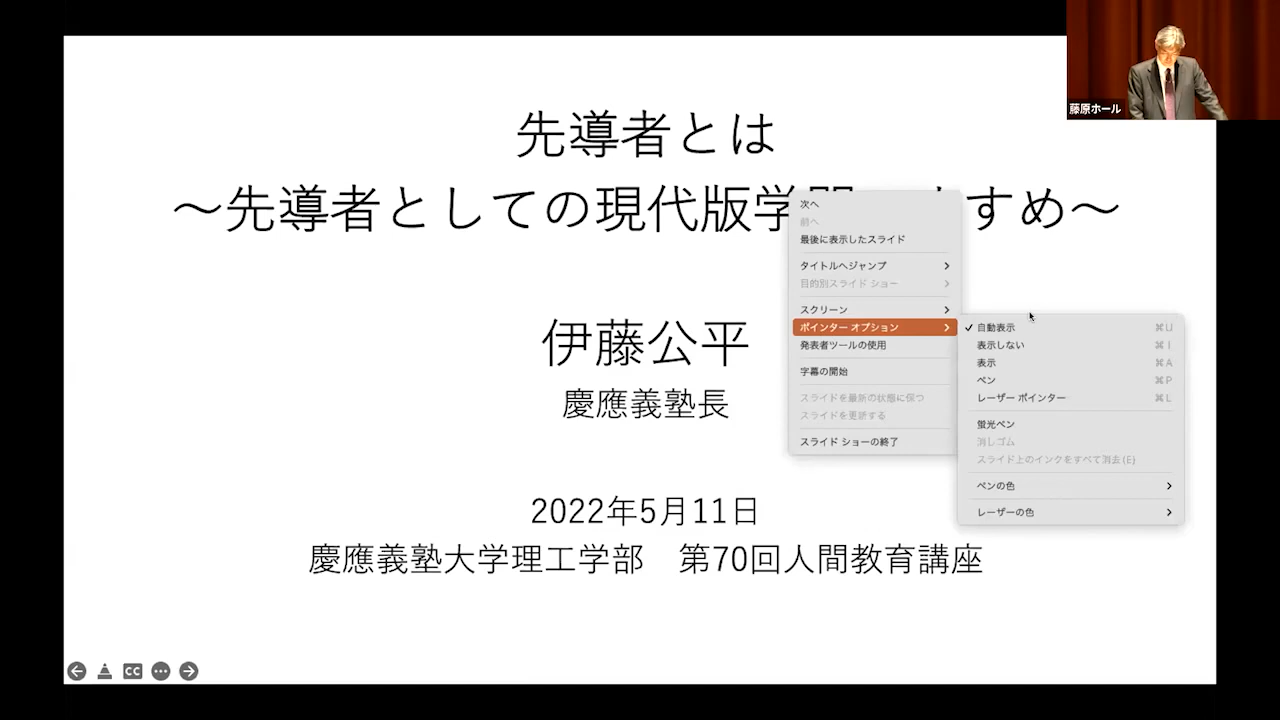 藤原ホール
先導者とは
〜先導者としての現代版学 すすめ〜
伊藤公平
慶應義塾長
2022年5月11日
慶應義塾大学理工学部 第70回人間教育講座
次へ
前へ
最後に表示したスライド
タイトルへジャンプ
目的別スライド ショー
スクリーン
ポインター オプション
発表者ツールの使用
字幕の開始
スライドを最新の状態に保つ
スライドを更新する
スライド ショーの終了
自動表示 ⌘U
表示しない ⌘I
表示 ⌘A
ペン ⌘P
レーザー ポインター ⌘L
蛍光ペン
消しゴム
スライド上のインクをすべて消去(E)
ペンの色
レーザーの色
CC